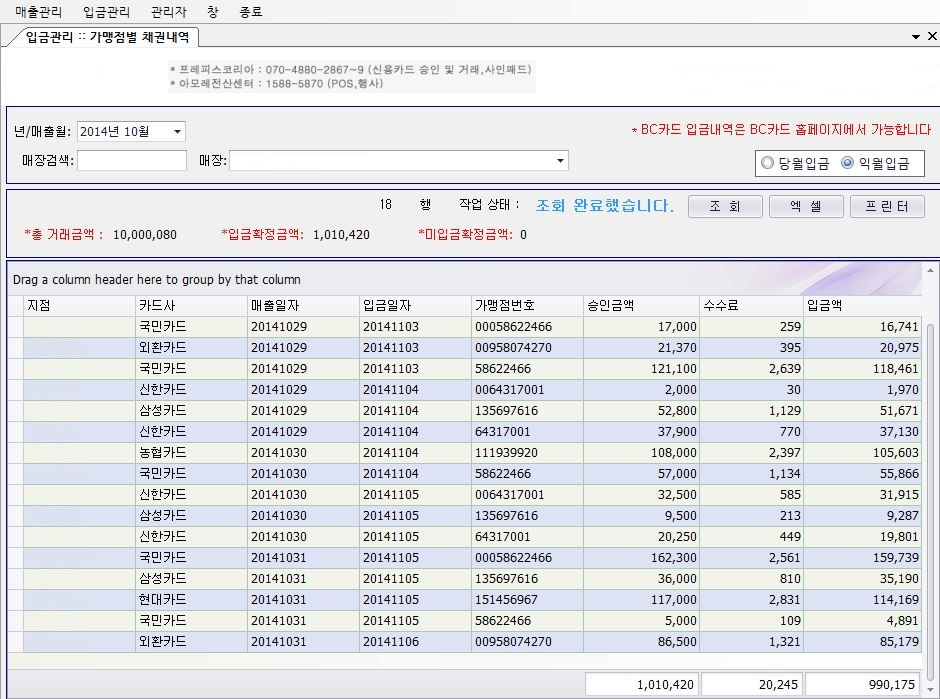 매출관리 입금관리 관리자 창 종료
입금관리 :: 가맹점별 채권내역
* 프레피스코리아 : 070-4880-2867~9 (신용카드 승인 및 거래,사인패드)
* 아모레전산센터 : 1588-5870 (POS,행사)
년/매출월: 2014년 10월 * BC카드 입금내역은 BC카드 홈페이지에서 가능합니다
매장검색: 매장: 당월입금 익월입금
18 행 작업 상태 : 조회 완료했습니다. 조 회 엑 셀 프 린 터
*총 거래금액 : 10,000,080 *입금확정금액: 1,010,420 *미입금확정금액: 0
Drag a column header here to group by that column
지점 카드사 매출일자 입금일자 가맹점번호 승인금액 수수료 입금액
국민카드 20141029 20141103 00058622466 17,000 259 16,741
외환카드 20141029 20141103 00958074270 21,370 395 20,975
국민카드 20141029 20141103 58622466 121,100 2,639 118,461
신한카드 20141029 20141104 0064317001 2,000 30 1,970
삼성카드 20141029 20141104 135697616 52,800 1,129 51,671
신한카드 20141029 20141104 64317001 37,900 770 37,130
농협카드 20141030 20141104 111939920 108,000 2,397 105,603
국민카드 20141030 20141104 58622466 57,000 1,134 55,866
신한카드 20141030 20141105 0064317001 32,500 585 31,915
삼성카드 20141030 20141105 135697616 9,500 213 9,287
신한카드 20141030 20141105 64317001 20,250 449 19,801
국민카드 20141031 20141105 00058622466 162,300 2,561 159,739
삼성카드 20141031 20141105 135697616 36,000 810 35,190
현대카드 20141031 20141105 151456967 117,000 2,831 114,169
국민카드 20141031 20141105 58622466 5,000 109 4,891
외환카드 20141031 20141106 00958074270 86,500 1,321 85,179
1,010,420 20,245 990,175